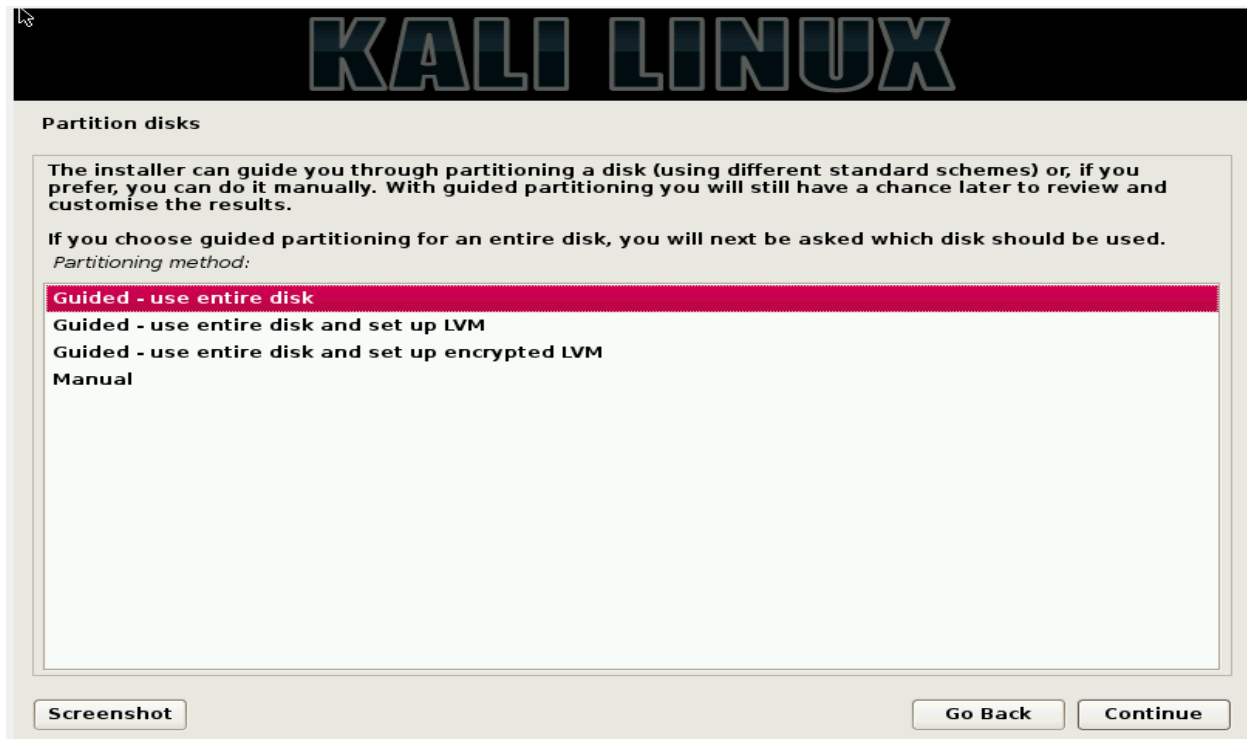 KALI LINUX
Partition disks
The installer can guide you through partitioning a disk (using different standard schemes) or, if you
prefer, you can do it manually. With guided partitioning you will still have a chance later to review and
customise the results.
If you choose guided partitioning for an entire disk, you will next be asked which disk should be used.
Partitioning method:
Guided - use entire disk
Guided - use entire disk and set up LVM
Guided - use entire disk and set up encrypted LVM
Manual
Screenshot
Go Back
Continue